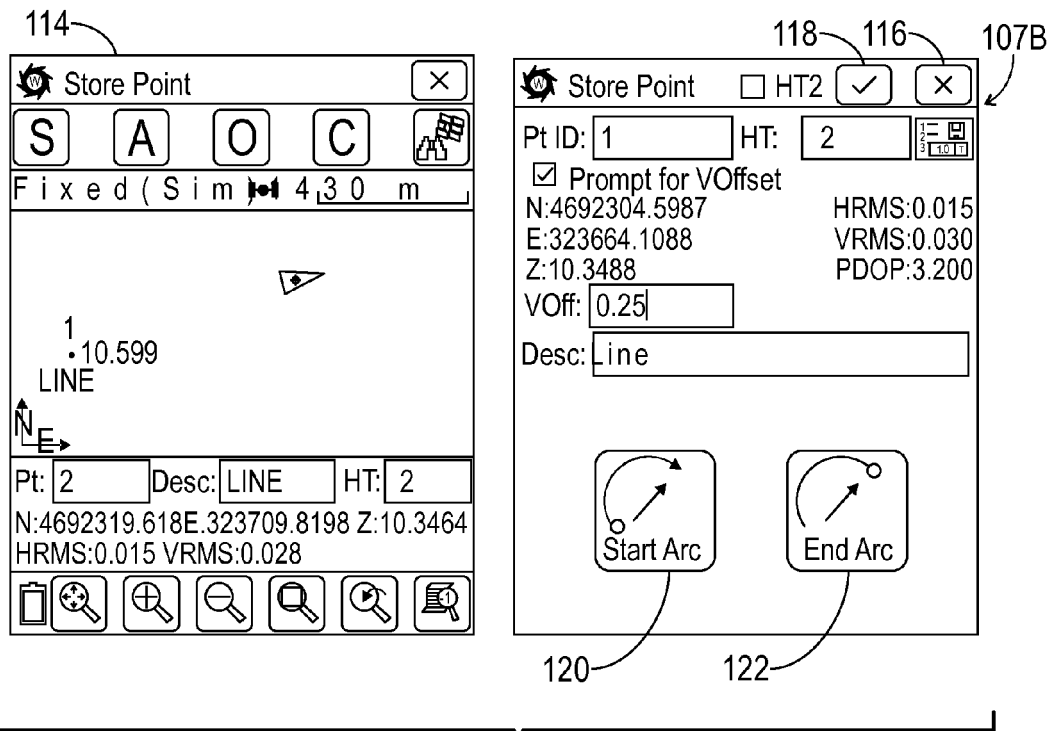 114
118
116
107B
Store Point
S A O C
Fixed(Sim) 4 30 m
1
10.599
LINE
N
E
Pt: 2 Desc: LINE HT: 2
N:4692319.618E.323709.8198 Z:10.3464
HRMS:0.015 VRMS:0.028
Store Point HT2
Pt ID: 1 HT: 2
Prompt for VOffset
N:4692304.5987 HRMS:0.015
E:323664.1088 VRMS:0.030
Z:10.3488 PDOP:3.200
VOff: 0.25
Desc: Line
Start Arc
End Arc
120
122